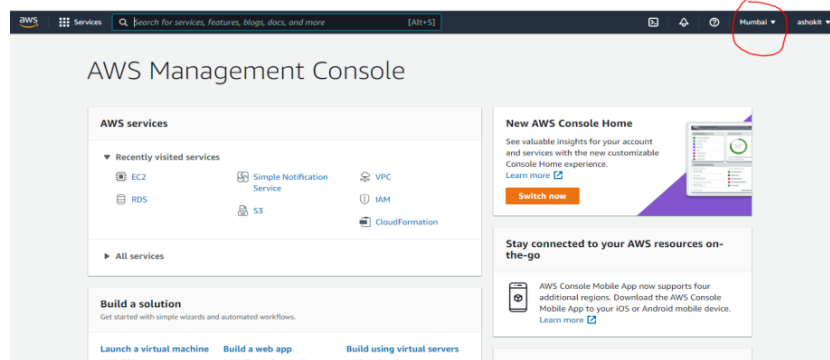 aws
Services
Search for services, features, blogs, docs, and more
[Alt+S]
Mumbai
ashokit
AWS Management Console
AWS services
Recently visited services
EC2
RDS
Simple Notification
Service
S3
VPC
IAM
CloudFormation
All services
Build a solution
Get started with simple wizards and automated workflows.
Launch a virtual machine
Build a web app
Build using virtual servers
New AWS Console Home
See valuable insights for your account
and services with the new customizable
Console Home experience.
Learn more
Switch now
Stay connected to your AWS resources on-
the-go
AWS Console Mobile App now supports four
additional regions. Download the AWS Console
Mobile App to your iOS or Android mobile device.
Learn more